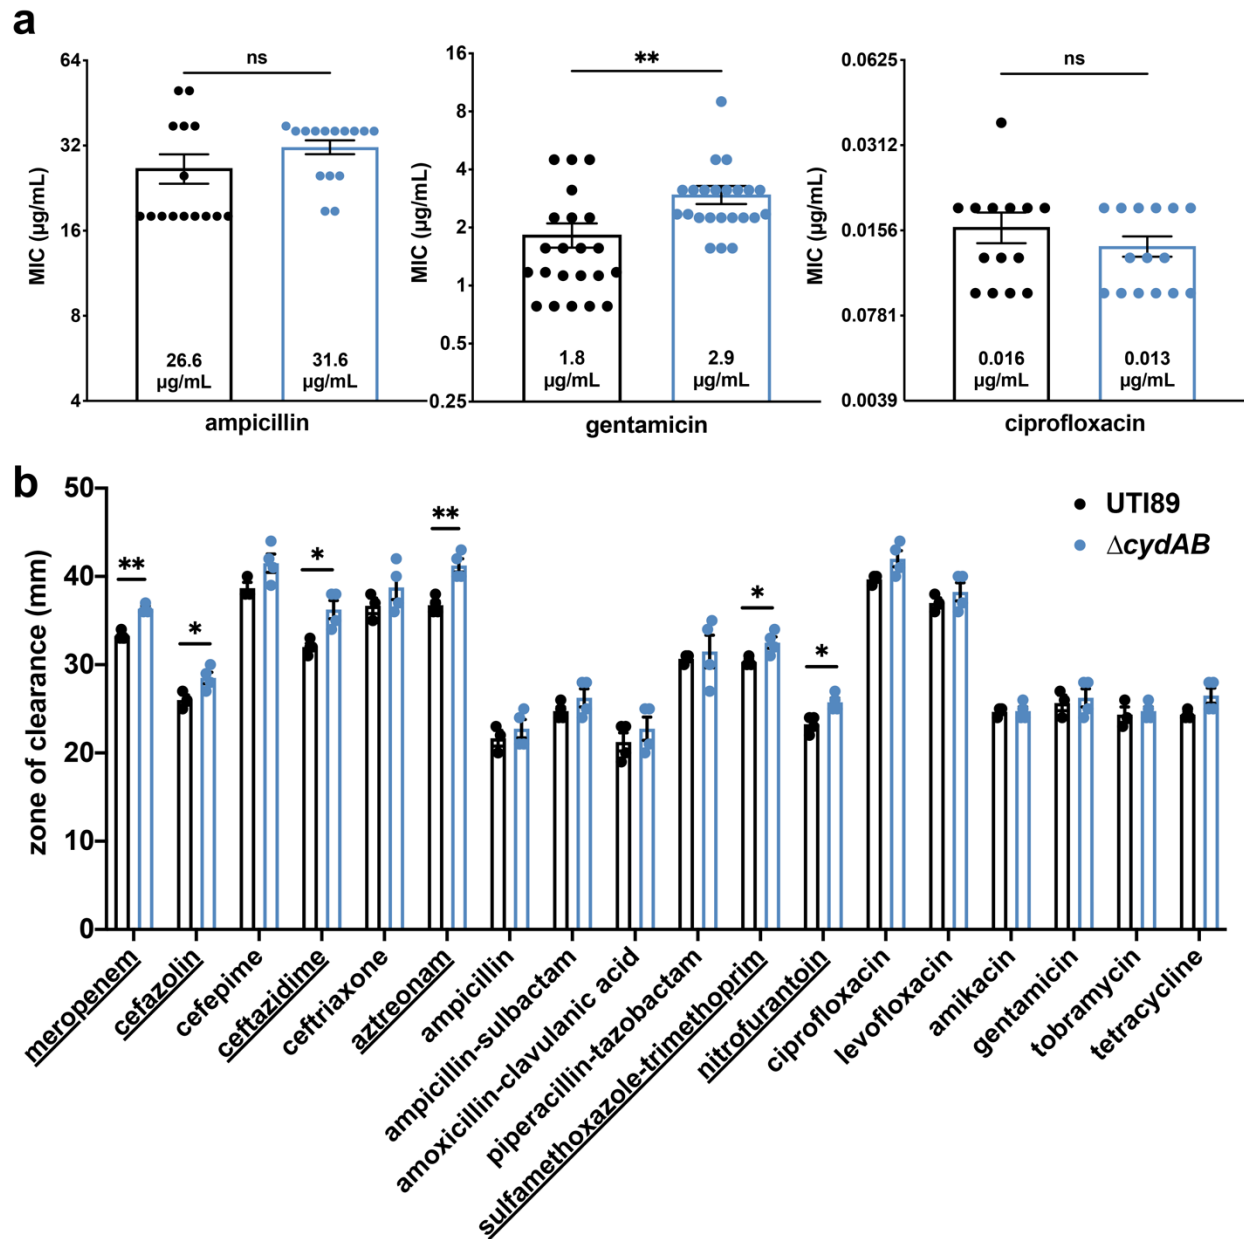 a
64
32
16
8
4
MIC (µg/mL)
ns
26.6
µg/mL
31.6
µg/mL
ampicillin
16
8
4
2
1
0.5
0.25
MIC (µg/mL)
**
1.8
µg/mL
2.9
µg/mL
gentamicin
0.0625
0.0312
0.0156
0.0781
0.0039
MIC (µg/mL)
ns
0.016
µg/mL
0.013
µg/mL
ciprofloxacin
b
50
40
30
20
10
0
zone of clearance (mm)
**
*
*
**
*
*
UTI89
ΔcydAB
meropenem
cefazolin
cefepime
ceftazidime
ceftriaxone
aztreonam
ampicillin
ampicillin-sulbactam
amoxicillin-clavulanic acid
piperacillin-tazobactam
sulfamethoxazole-trimethoprim
nitrofurantoin
ciprofloxacin
levofloxacin
amikacin
gentamicin
tobramycin
tetracycline